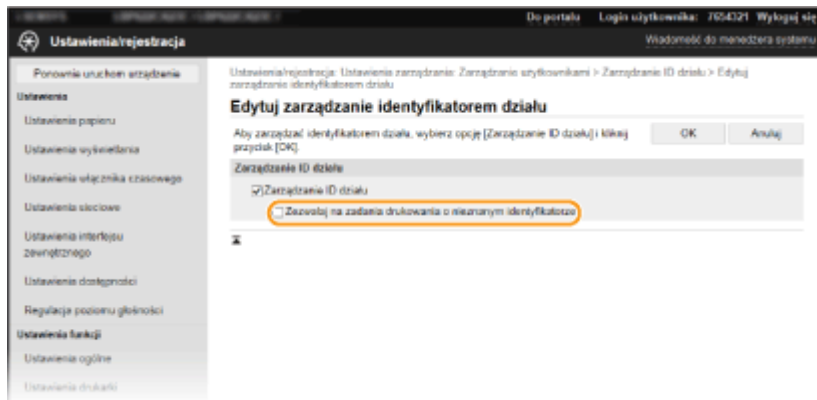 Do portalu Login użytkownika: 7654321 Wyloguj się
Ustawienia/rejestracja
Wiadomość do menedżera systemu
Ponownie uruchom urządzenie
Ustawienia
Ustawienia papieru
Ustawienia wyświetlania
Ustawienia włącznika czasowego
Ustawienia sieciowe
Ustawienia interfejsu
zewnętrznego
Ustawienia dostępności
Regulacja poziomu głośności
Ustawienia funkcji
Ustawienia ogólne
Ustawienia drukarki
Ustawienia/rejestracja: Ustawienia zarządzania: Zarządzanie użytkownikami > Zarządzanie ID działu > Edytuj
zarządzanie identyfikatorem działu
Edytuj zarządzanie identyfikatorem działu
Aby zarządzać identyfikatorem działu, wybierz opcję [Zarządzanie ID działu] i kliknij
przycisk [OK].
OK Anuluj
Zarządzanie ID działu
Zarządzanie ID działu
Zezwalaj na zadania drukowania o nieznanym identyfikatorze